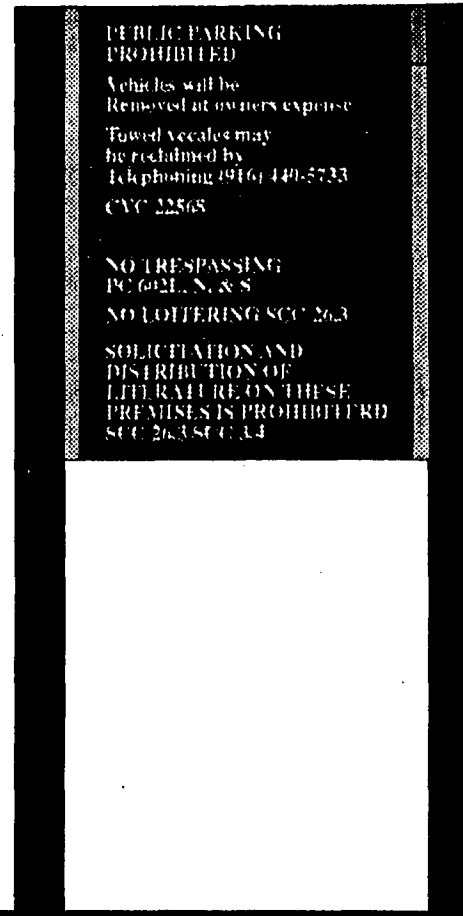 PUBLIC PARKING
PROHIBITED
Vehicles will be
Removed at owners expense
Towed vecales may
be reclaimed by
Telephoning (916) 449-5733
CVC 22568
NO TRESPASSING
PC 602L, N, & S
NO LOITERING SCC 26.3
SOLICITATION AND
DISTRIBUTION OF
LITERATURE ON THESE
PREMISES IS PROHIBITERD
SCC 26.3 SCC 3.4